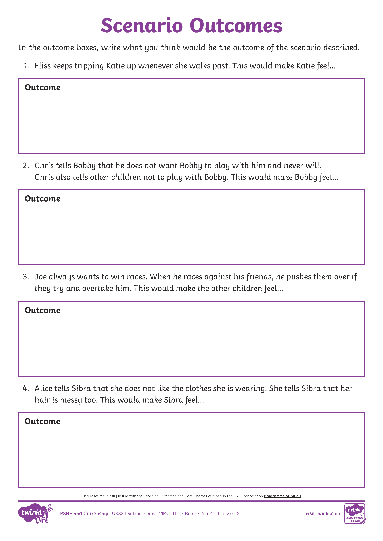 Scenario Outcomes
In the outcome boxes, write what you think would be the outcome of the scenario described.
1. Elliss keeps tripping Katie up whenever she walks past. This would make Katie feel...
Outcome
2. Chris tells Bobby that he does not want Bobby to play with him and never will.
Chris also tells other children not to play with Bobby. This would make Bobby feel...
Outcome
3. Joe always wants to win races. When he races against his friends, he pushes them over if
they try and overtake him. This would make the other children feel...
Outcome
4. Alice tells Sibra that she does not like the clothes she is wearing. She tells Sibra that her
hair is messy too. This would make Sibra feel...
Outcome
twinkl
Life